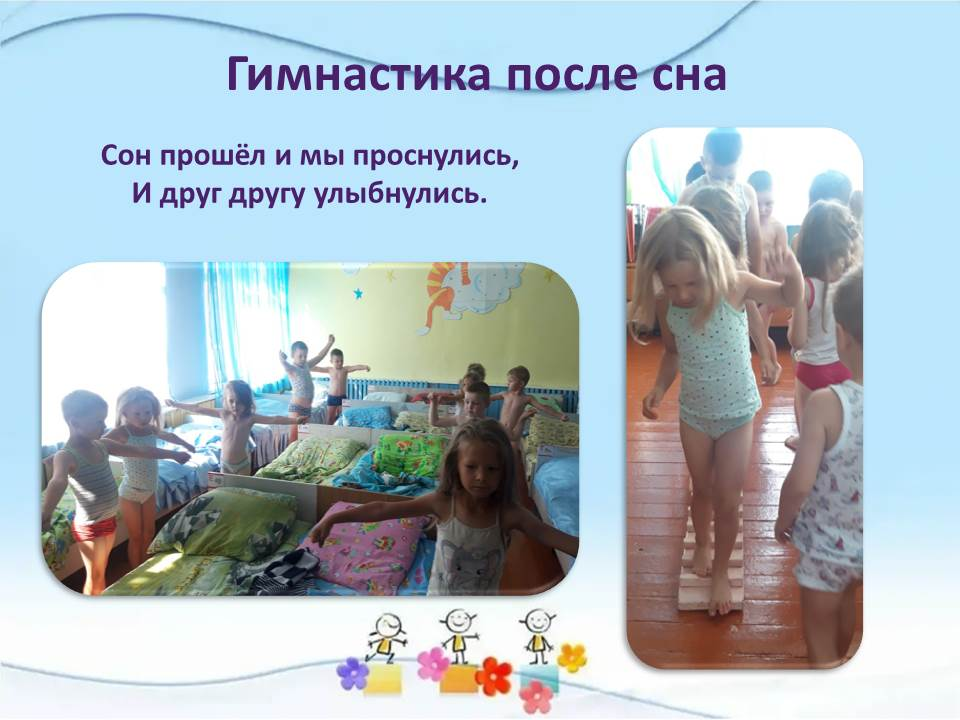 Гимнастика после сна
Сон прошёл и мы проснулись,
И друг другу улыбнулись.